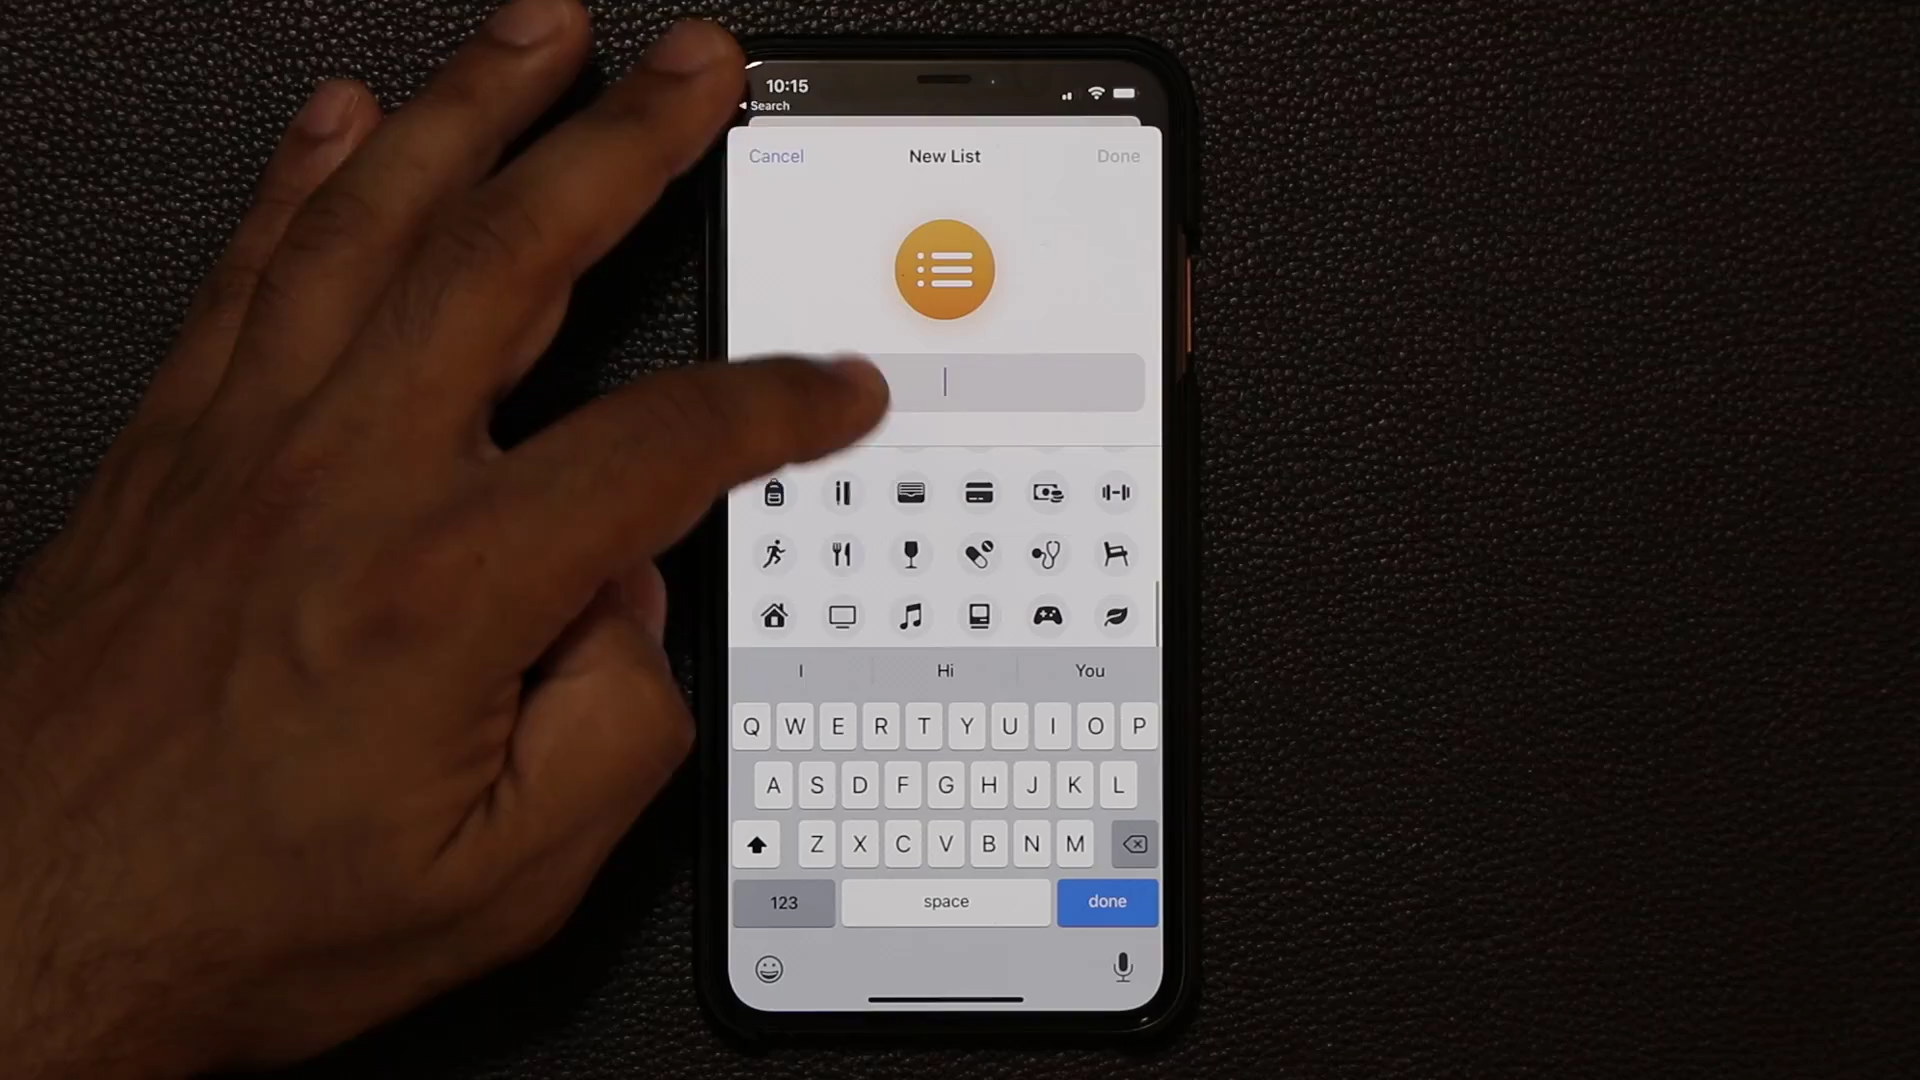 10:15
Search
Cancel New List Done
I Hi You
Q W E R T Y U I O P
A S D F G H J K L
Z X C V B N M
123 space done